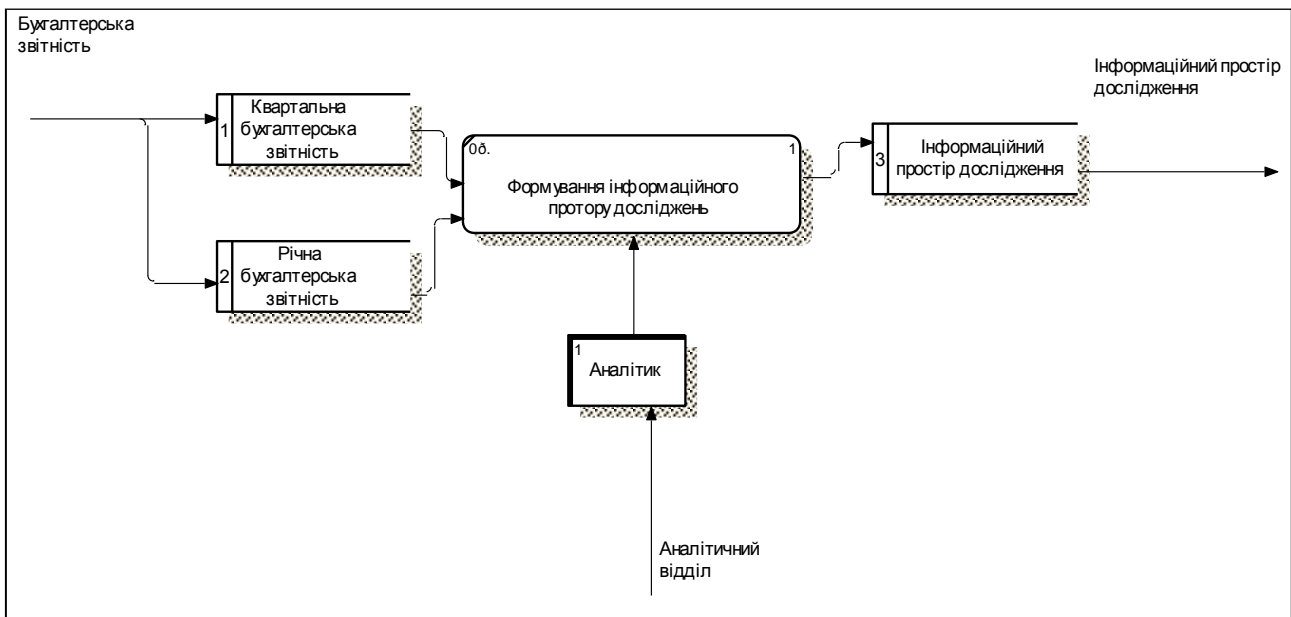 Бухгалтерська
звітність
Інформаційний простір
дослідження
1
Квартальна
бухгалтерська
звітність
0ð.
1
Формування інформаційного
протору досліджень
3
Інформаційний
простір дослідження
2
Річна
бухгалтерська
звітність
1
Аналітик
Аналітичний
відділ